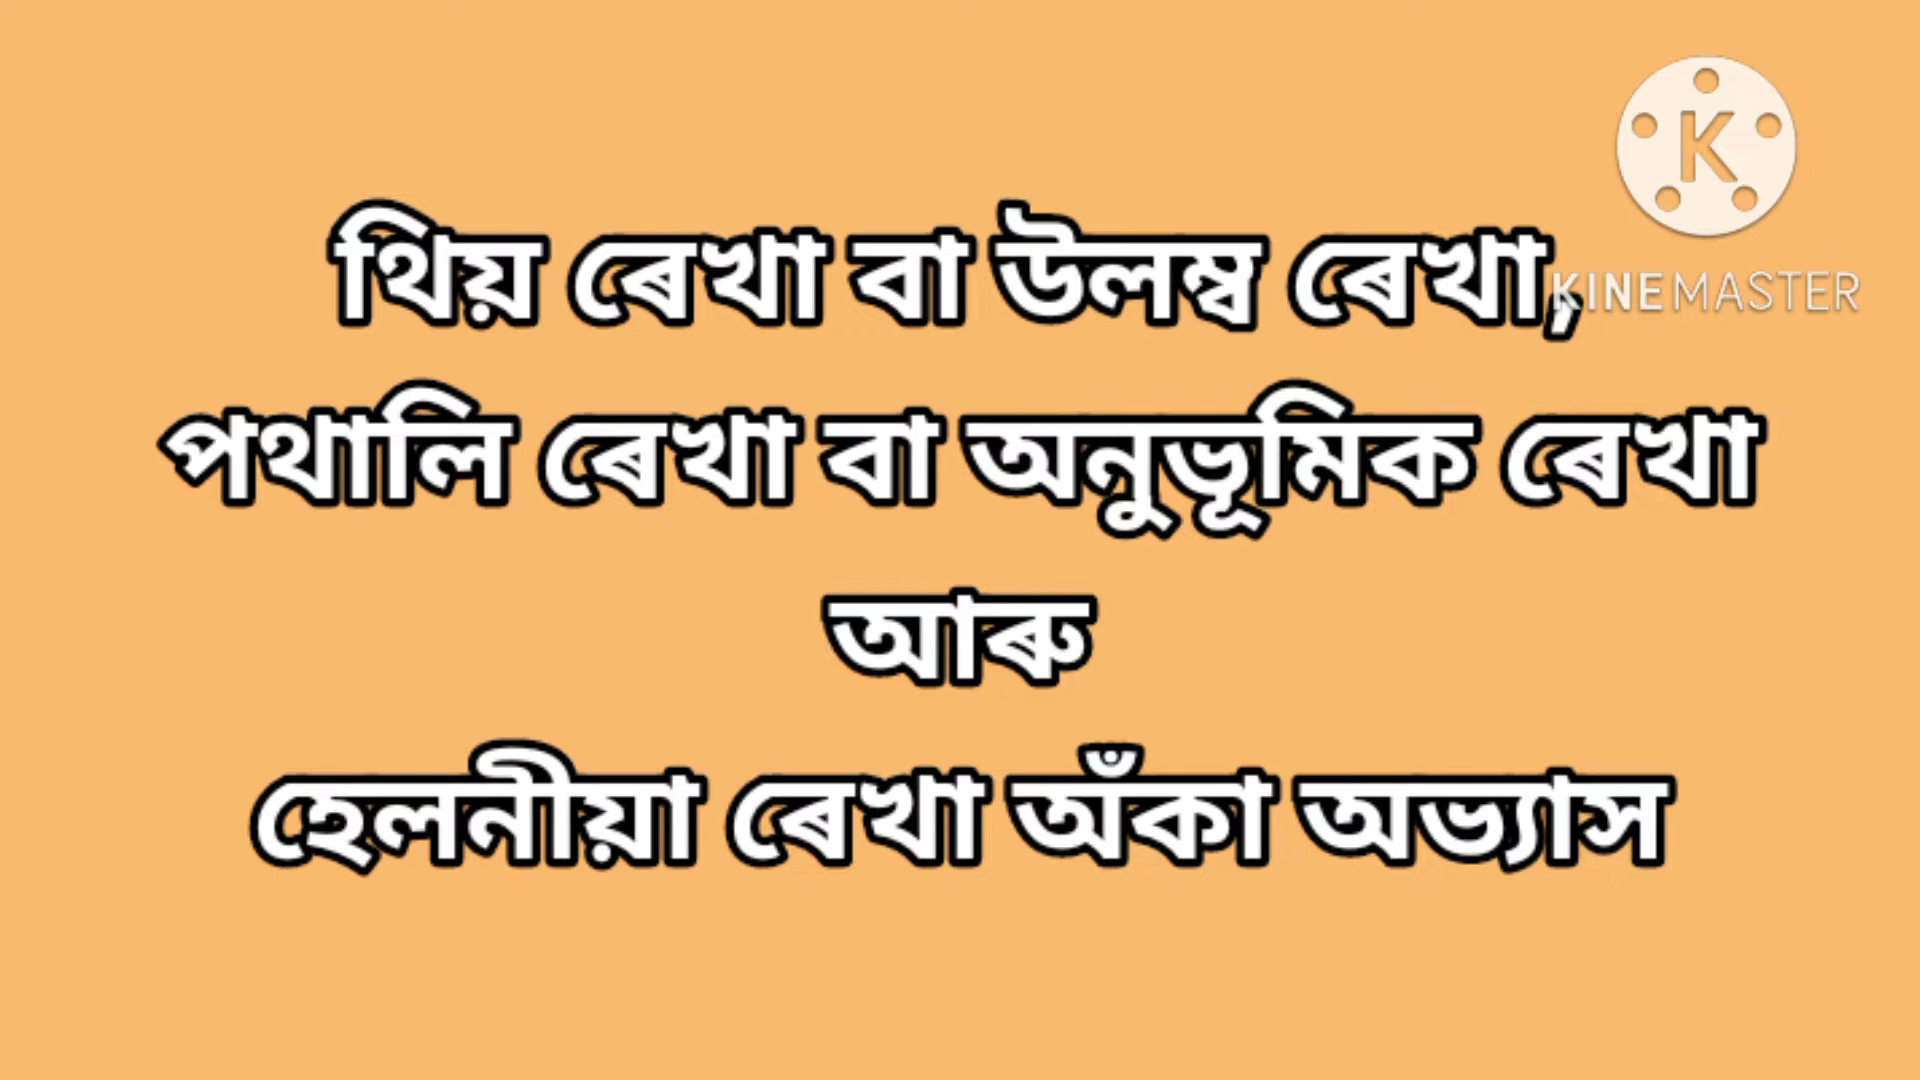 থিয় ৰেখা বা উলম্ব ৰেখা,
পথালি ৰেখা বা অনুভূমিক ৰেখা
আৰু
হেলনীয়া ৰেখা অঁকা অভ্যাস
K
KINEMASTER